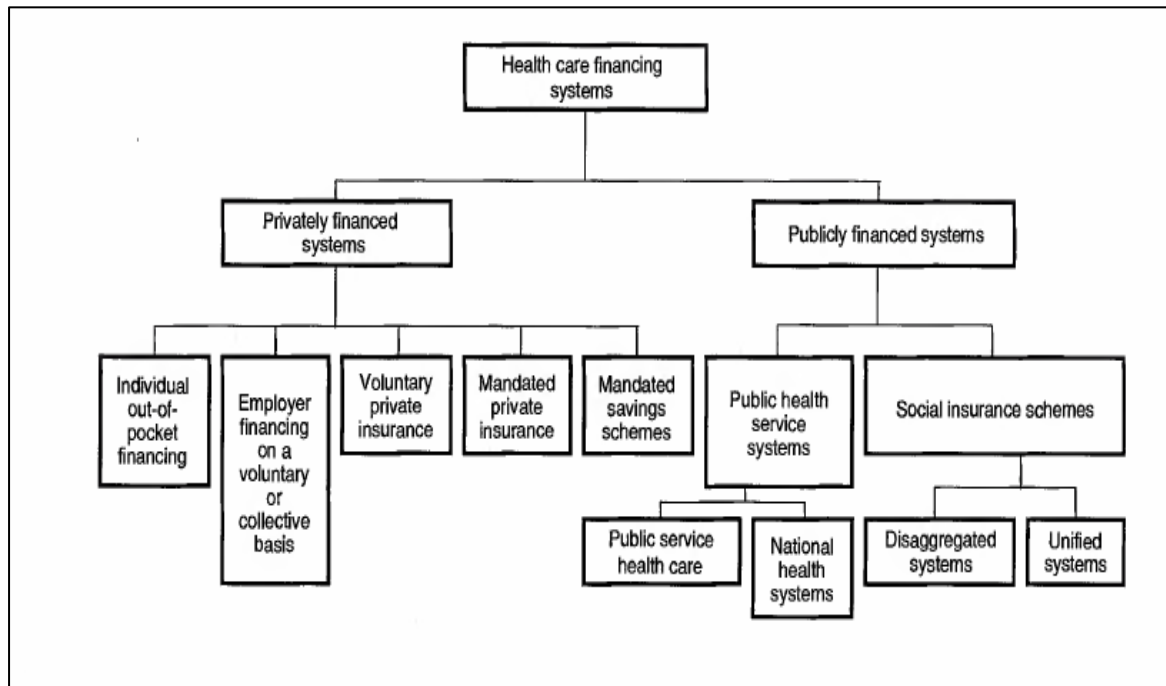 Health care financing
systems
Privately financed
systems
Publicly financed systems
Individual
out-of-
pocket
financing
Employer
financing
on a
voluntary
or
collective
basis
Voluntary
private
insurance
Mandated
private
insurance
Mandated
savings
schemes
Public health
service
systems
Social insurance schemes
Public service
health care
National
health
systems
Disaggregated
systems
Unified
systems